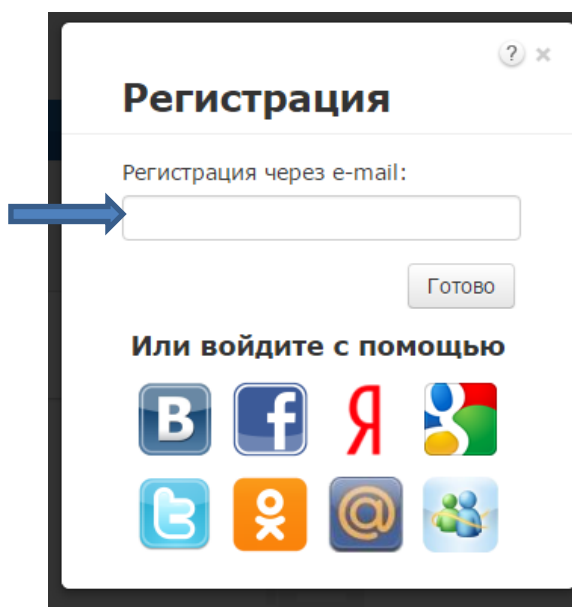 ?
×
Регистрация
Регистрация через e-mail:
Готово
Или войдите с помощью
В f Я g
t @